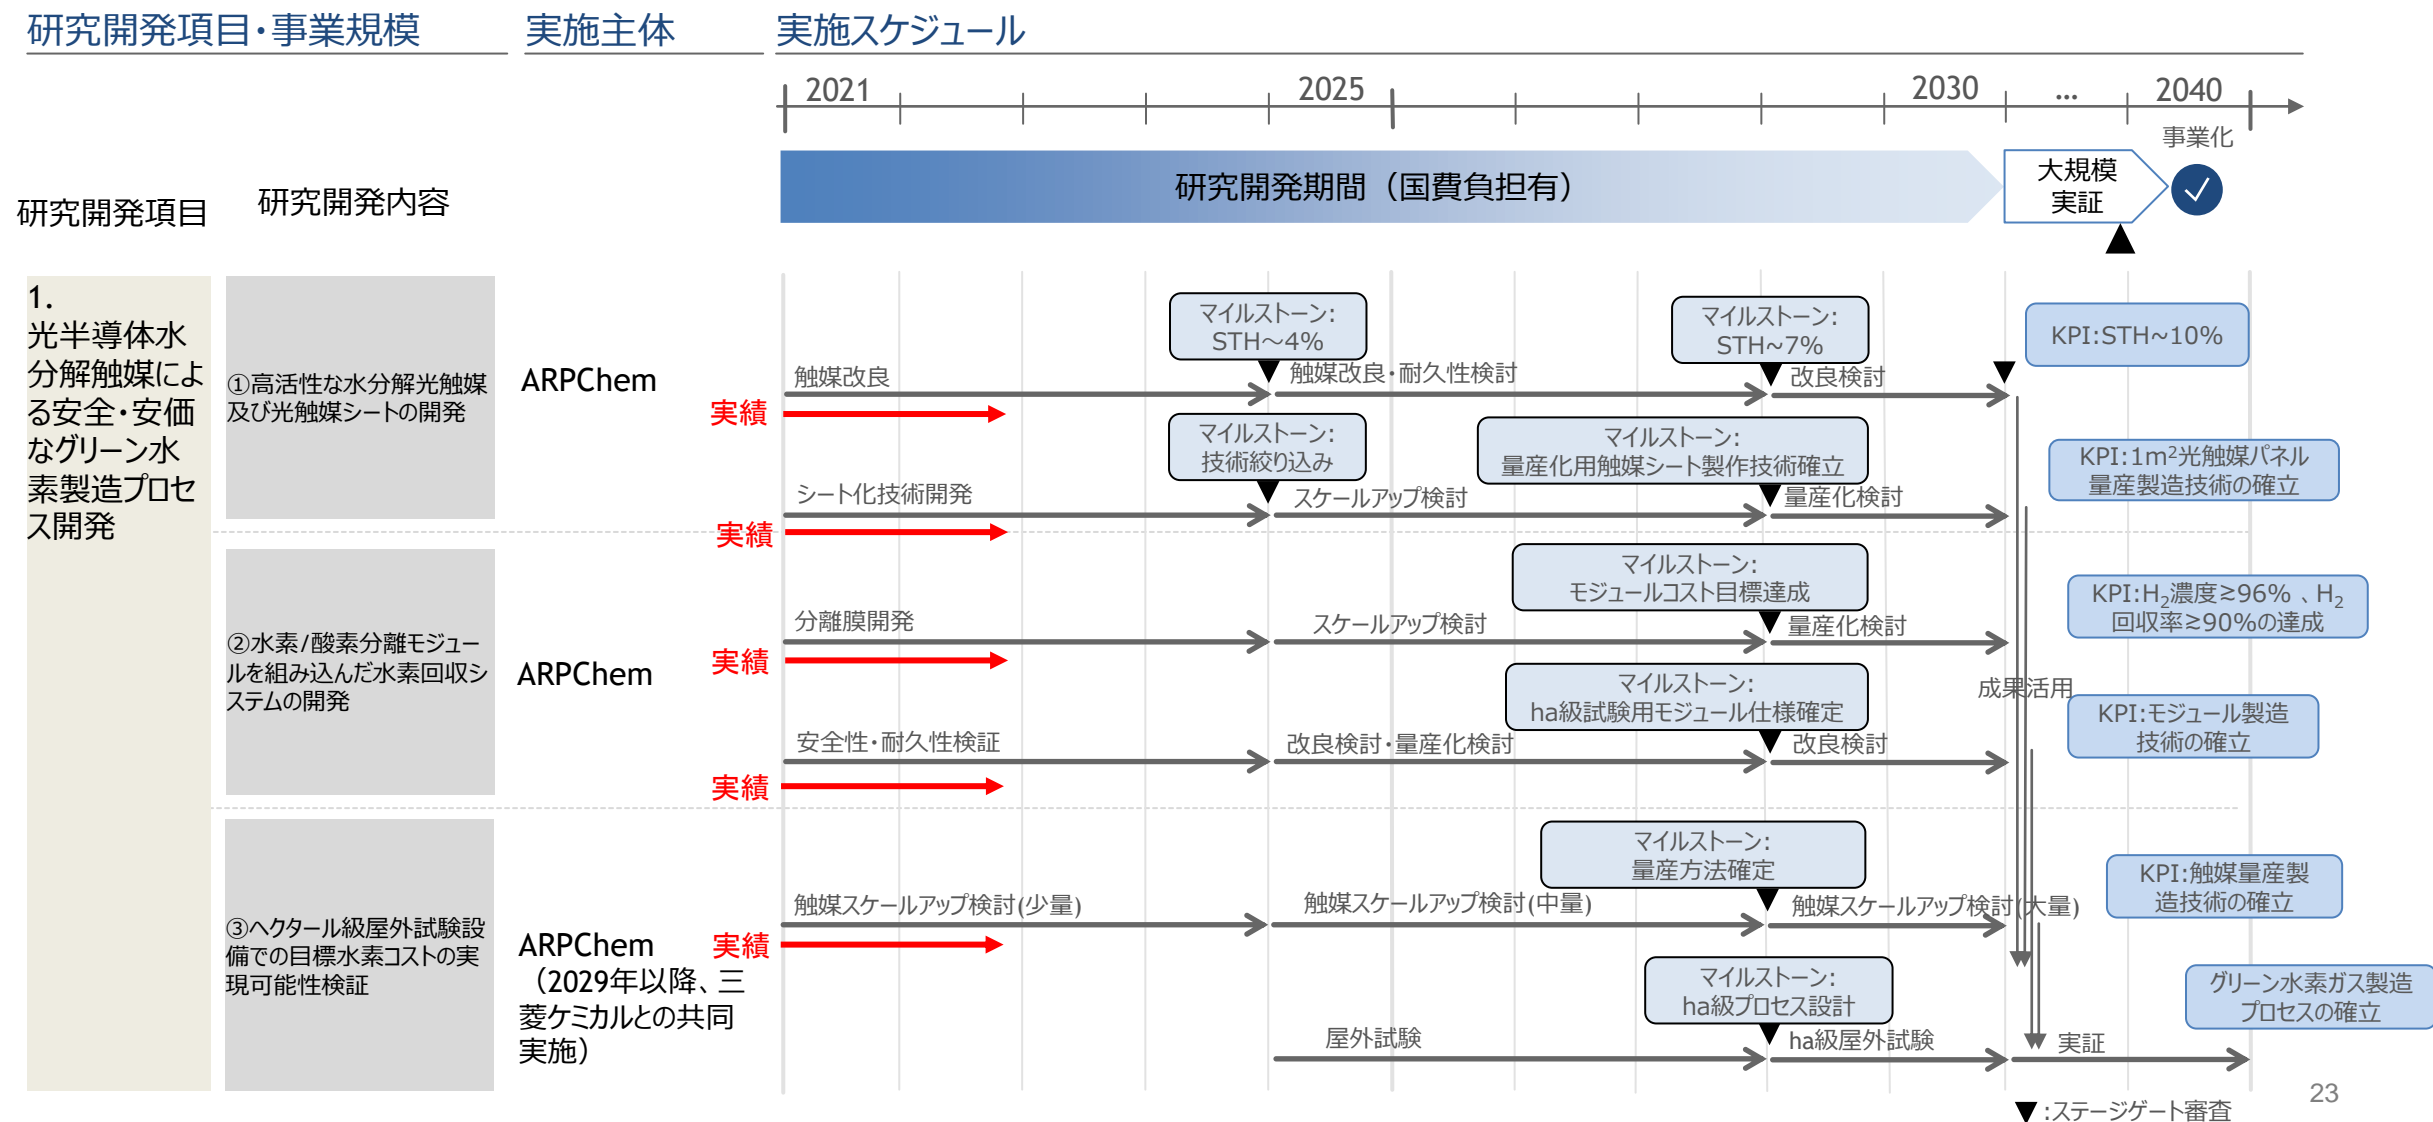 研究開発項目・事業規模
実施主体
実施スケジュール
2021
2025
2030
…
2040
事業化
研究開発期間（国費負担有）
大規模
実証
研究開発項目
研究開発内容
1.
光半導体水
分解触媒によ
る安全・安価
なグリーン水
素製造プロセ
ス開発
①高活性な水分解光触媒
及び光触媒シートの開発
ARPChem
マイルストーン:
STH～4%
マイルストーン:
STH~7%
KPI:STH~10%
触媒改良
触媒改良・耐久性検討
改良検討
実績
マイルストーン:
技術絞り込み
マイルストーン:
量産化用触媒シート製作技術確立
KPI:1m²光触媒パネル
量産製造技術の確立
シート化技術開発
スケールアップ検討
量産化検討
実績
②水素/酸素分離モジュー
ルを組み込んだ水素回収シ
ステムの開発
ARPChem
マイルストーン:
モジュールコスト目標達成
KPI:H₂濃度≳96% 、H₂
回収率≳90%の達成
分離膜開発
スケールアップ検討
量産化検討
実績
マイルストーン:
ha級試験用モジュール仕様確定
成果活用
KPI:モジュール製造
技術の確立
安全性・耐久性検証
改良検討・量産化検討
改良検討
実績
③ヘクタール級屋外試験設
備での目標水素コストの実
現可能性検証
ARPChem
（2029年以降、三
菱ケミカルとの共同
実施）
マイルストーン:
量産方法確定
KPI:触媒量産製
造技術の確立
触媒スケールアップ検討(少量)
触媒スケールアップ検討(中量)
触媒スケールアップ検討(大量)
実績
マイルストーン:
ha級プロセス設計
グリーン水素ガス製造
プロセスの確立
屋外試験
ha級屋外試験
実証
23
▼:ステージゲート審査